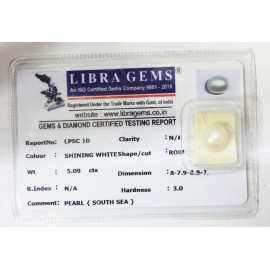 LIBRA GEMS ®
An ISO Certified Gems Company 9001 - 2015
Registered Under the Trade Marks with Govt. of India
website : www.libragems.co.in
GEMS & DIAMOND CERTIFIED TESTING REPORT
ReportNo: LPSC 10 Clarity : N/A
Colour : SHINING WHITE Shape/cut : ROUN
Wt : 5.09 cts Dimension :
R.Index : N/A Hardness : 3.0
Comment : PEARL ( SOUTH SEA )